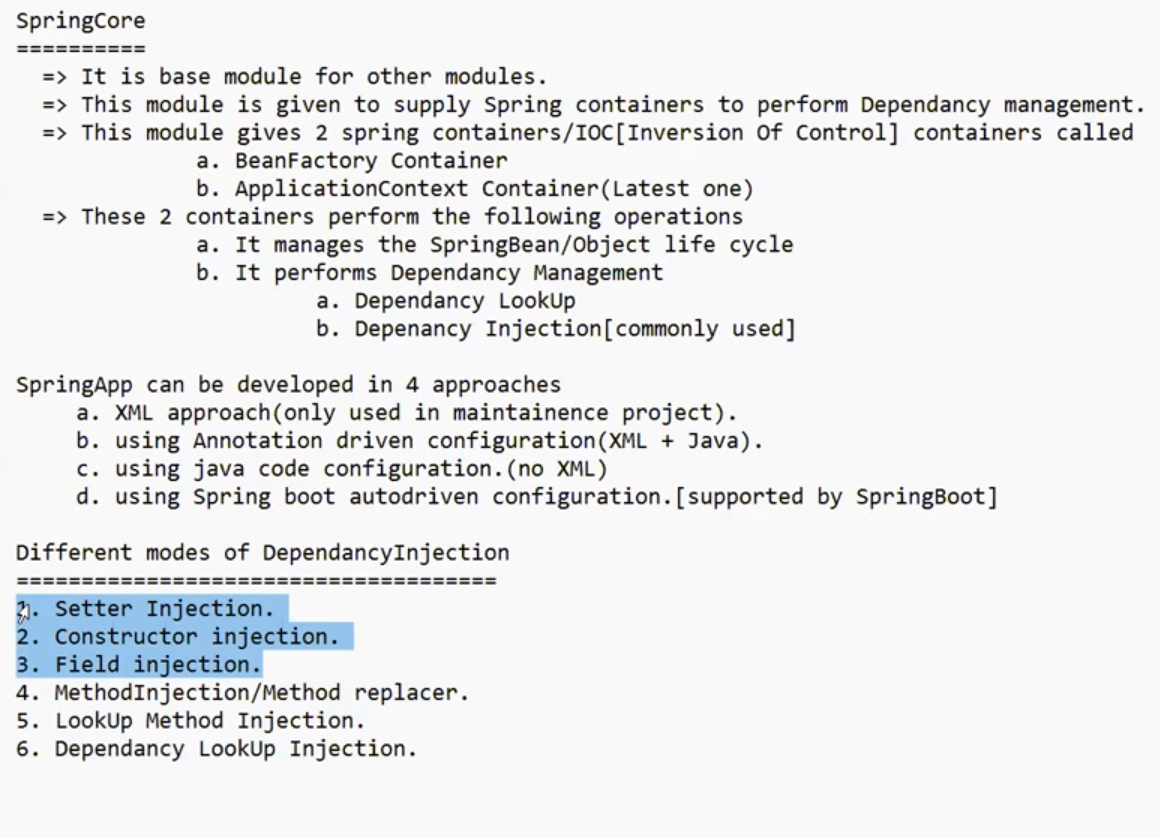 SpringCore
==========
=> It is base module for other modules.
=> This module is given to supply Spring containers to perform Dependancy management.
=> This module gives 2 spring containers/IOC[Inversion Of Control] containers called
a. BeanFactory Container
b. ApplicationContext Container(Latest one)
=> These 2 containers perform the following operations
a. It manages the SpringBean/Object life cycle
b. It performs Dependancy Management
a. Dependancy LookUp
b. Depenancy Injection[commonly used]
SpringApp can be developed in 4 approaches
a. XML approach(only used in maintainence project).
b. using Annotation driven configuration(XML + Java).
c. using java code configuration.(no XML)
d. using Spring boot autodriven configuration.[supported by SpringBoot]
Different modes of DependancyInjection
=====================================
1. Setter Injection.
2. Constructor injection.
3. Field injection.
4. MethodInjection/Method replacer.
5. LookUp Method Injection.
6. Dependancy LookUp Injection.